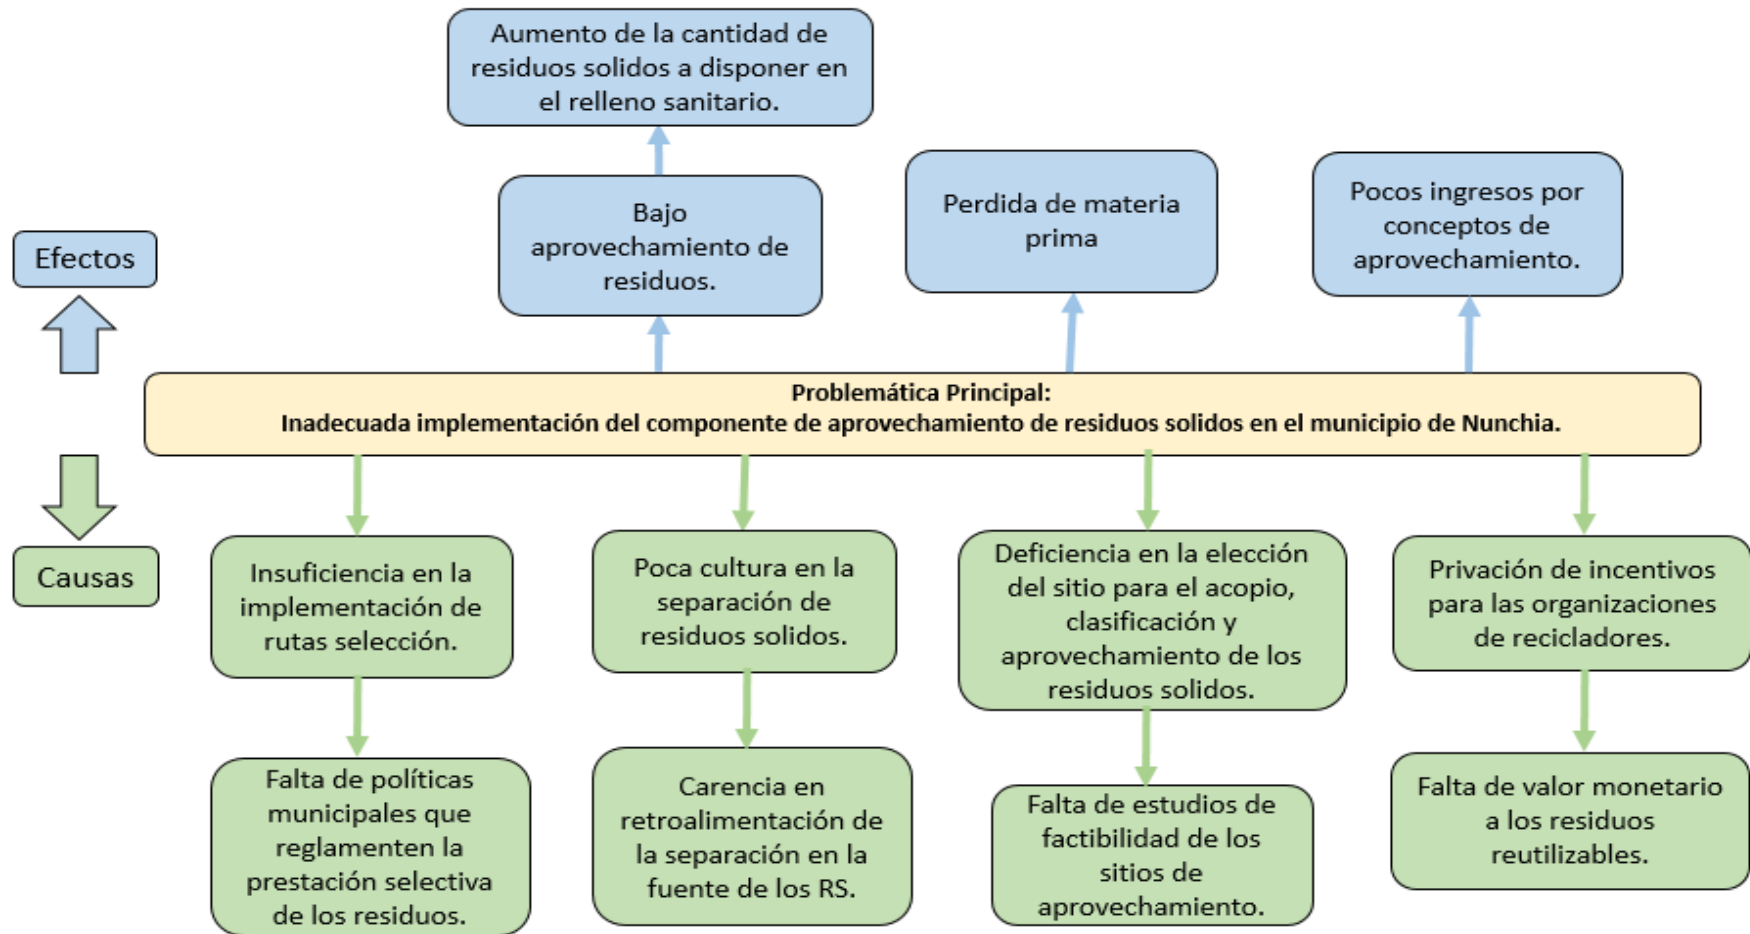 Aumento de la cantidad de
residuos solidos a disponer en
el relleno sanitario.
Bajo
aprovechamiento de
residuos.
Perdida de materia
prima
Pocos ingresos por
conceptos de
aprovechamiento.
Efectos
Problemática Principal:
Inadecuada implementación del componente de aprovechamiento de residuos solidos en el municipio de Nunchia.
Causas
Insuficiencia en la
implementación de
rutas selección.
Poca cultura en la
separación de
residuos solidos.
Deficiencia en la elección
del sitio para el acopio,
clasificación y
aprovechamiento de los
residuos solidos.
Privación de incentivos
para las organizaciones
de recicladores.
Falta de políticas
municipales que
reglamenten la
prestación selectiva
de los residuos.
Carencia en
retroalimentación de
la separación en la
fuente de los RS.
Falta de estudios de
factibilidad de los
sitios de
aprovechamiento.
Falta de valor monetario
a los residuos
reutilizables.